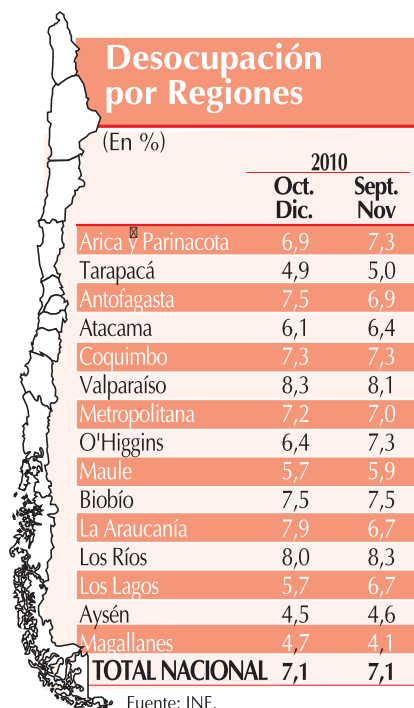 Desocupación
por Regiones
(En %)
2010
Oct. Sept.
Dic. Nov
Arica y Parinacota 6,9 7,3
Tarapacá 4,9 5,0
Antofagasta 7,5 6,9
Atacama 6,1 6,4
Coquimbo 7,3 7,3
Valparaíso 8,3 8,1
Metropolitana 7,2 7,0
O'Higgins 6,4 7,3
Maule 5,7 5,9
Biobío 7,5 7,5
La Araucanía 7,9 6,7
Los Ríos 8,0 8,3
Los Lagos 5,7 6,7
Aysén 4,5 4,6
Magallanes 4,7 4,1
TOTAL NACIONAL 7,1 7,1
Fuente: INE.